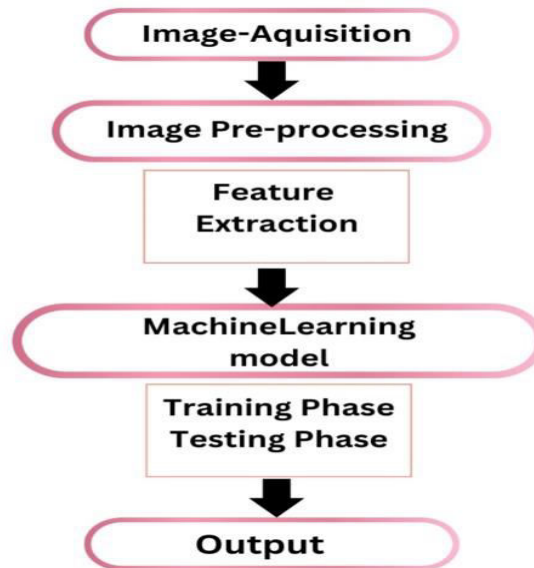 Image-Aquisition
Image Pre-processing
Feature
Extraction
MachineLearning
model
Training Phase
Testing Phase
Output